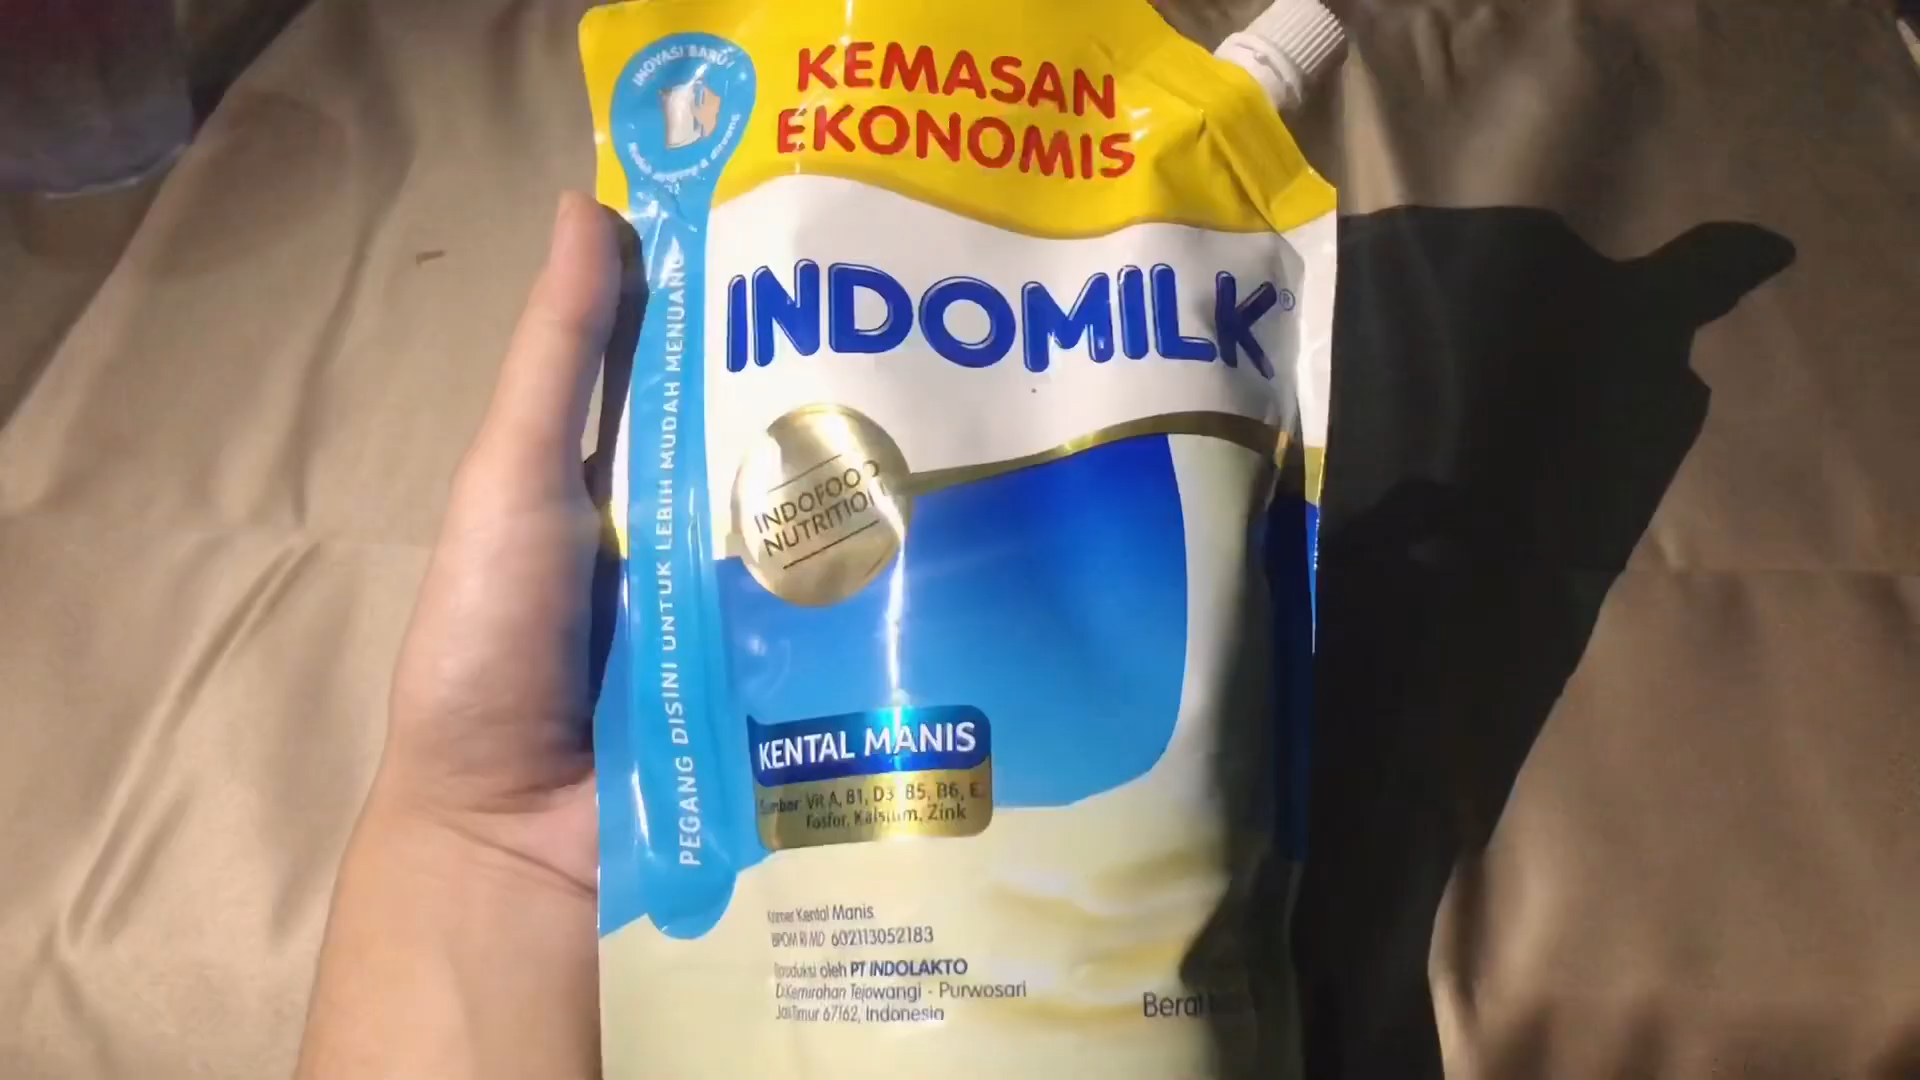 INOVASI BARU!
KEMASAN
EKONOMIS
INDOMILK®
PEGANG DISINI UNTUK LEBIH MUDAH MENUANG
INDOFOOD
NUTRITION
KENTAL MANIS
Sumber: Vit A, B1, D3, B5, B6, E,
Fosfor, Kalsium, Zink
Krimer Kental Manis
BPOM RI MD 602113052183
Diproduksi oleh PT INDOLAKTO
Tejowangi - Purwosari
Jawa Timur 67162, Indonesia
Berat